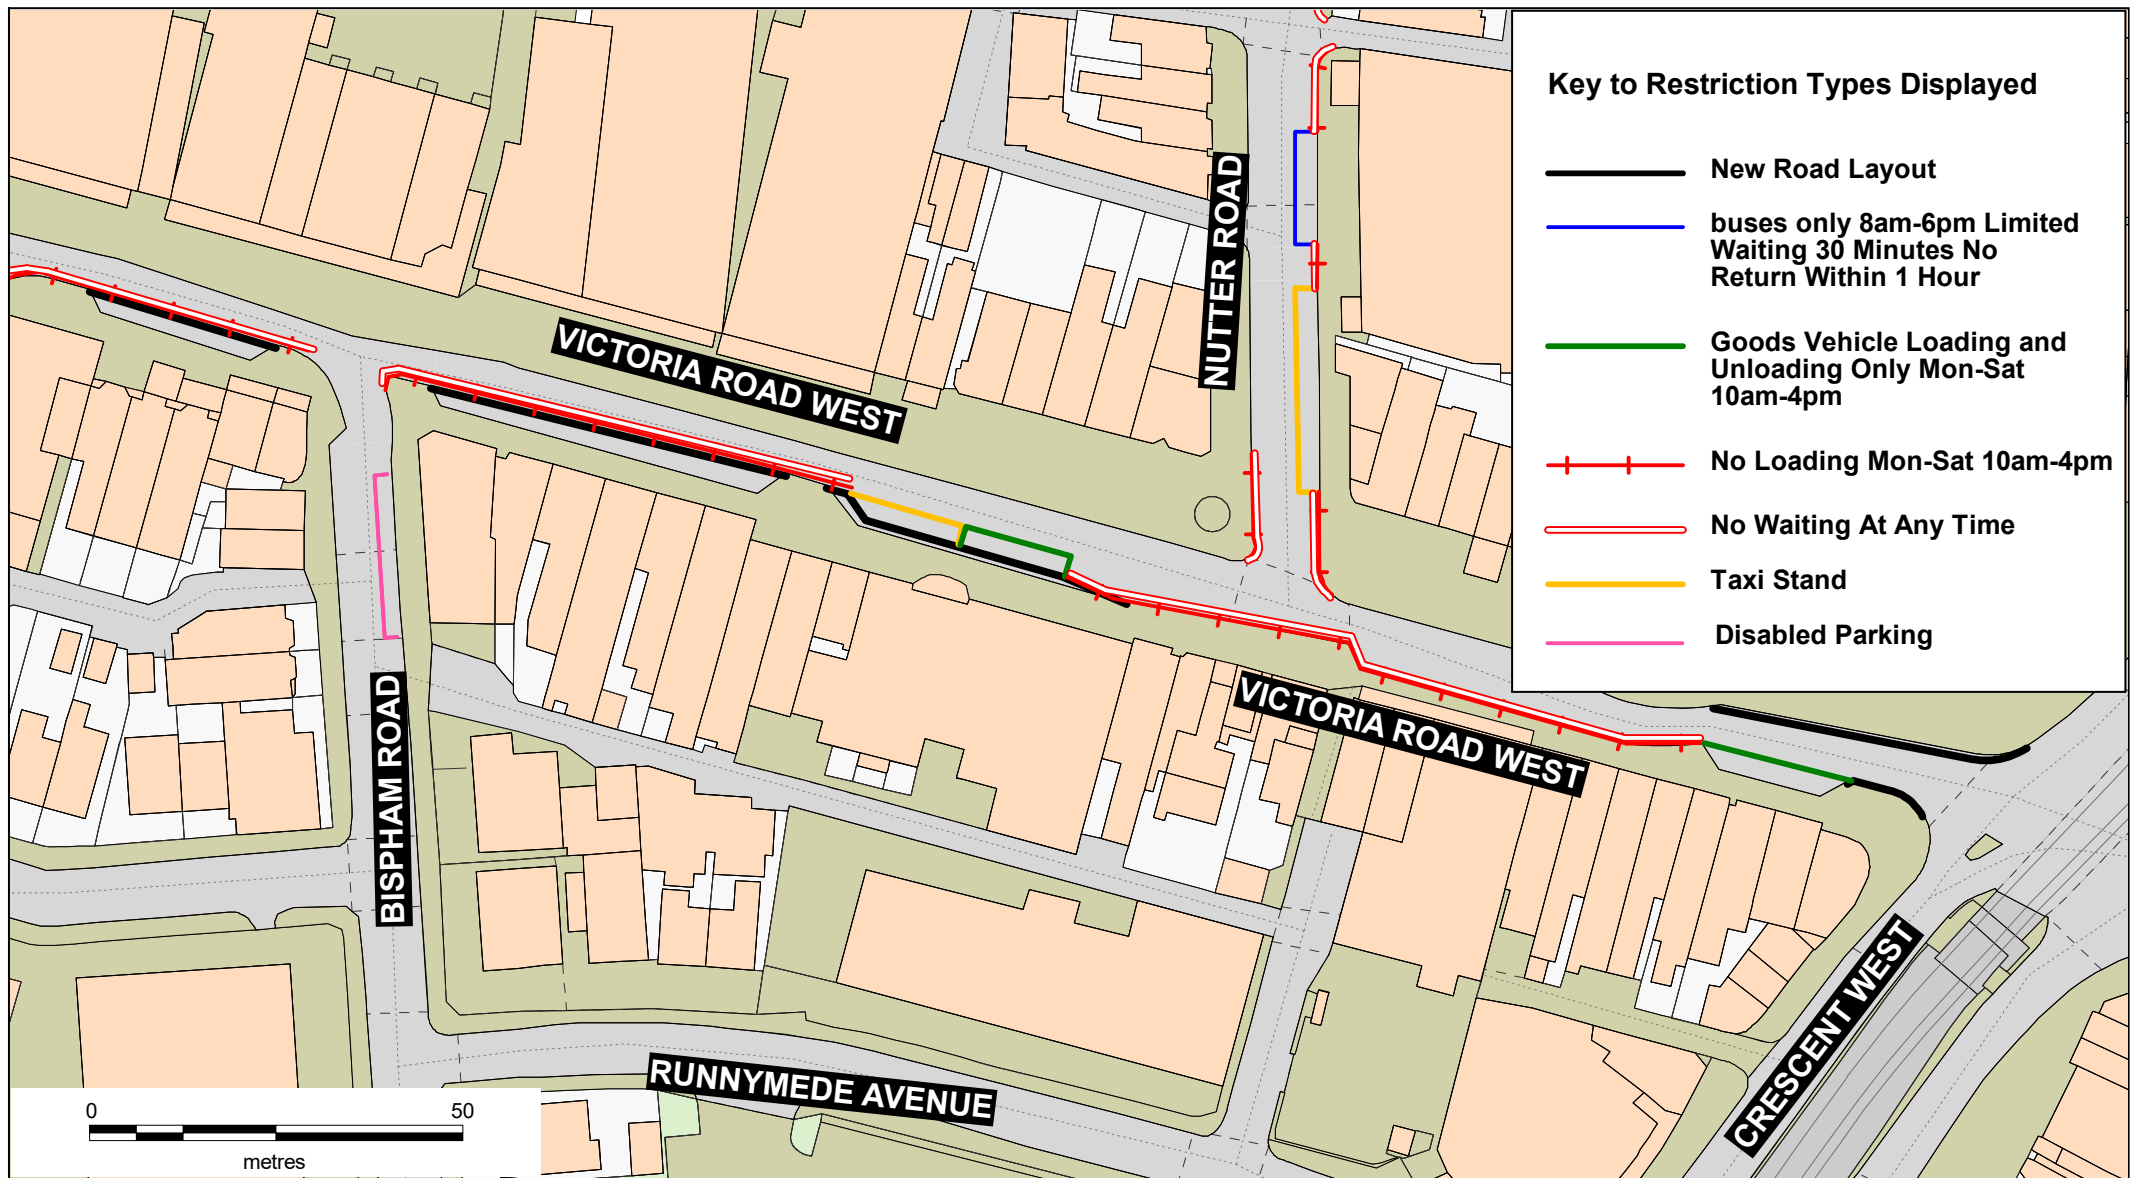 Key to Restriction Types Displayed
New Road Layout
buses only 8am-6pm Limited
Waiting 30 Minutes No
Return Within 1 Hour
Goods Vehicle Loading and
Unloading Only Mon-Sat
10am-4pm
No Loading Mon-Sat 10am-4pm
No Waiting At Any Time
Taxi Stand
Disabled Parking
NUTTER ROAD
VICTORIA ROAD WEST
VICTORIA ROAD WEST
BISPHAM ROAD
CRESCENT WEST
RUNNYMEDE AVENUE
0 50
metres